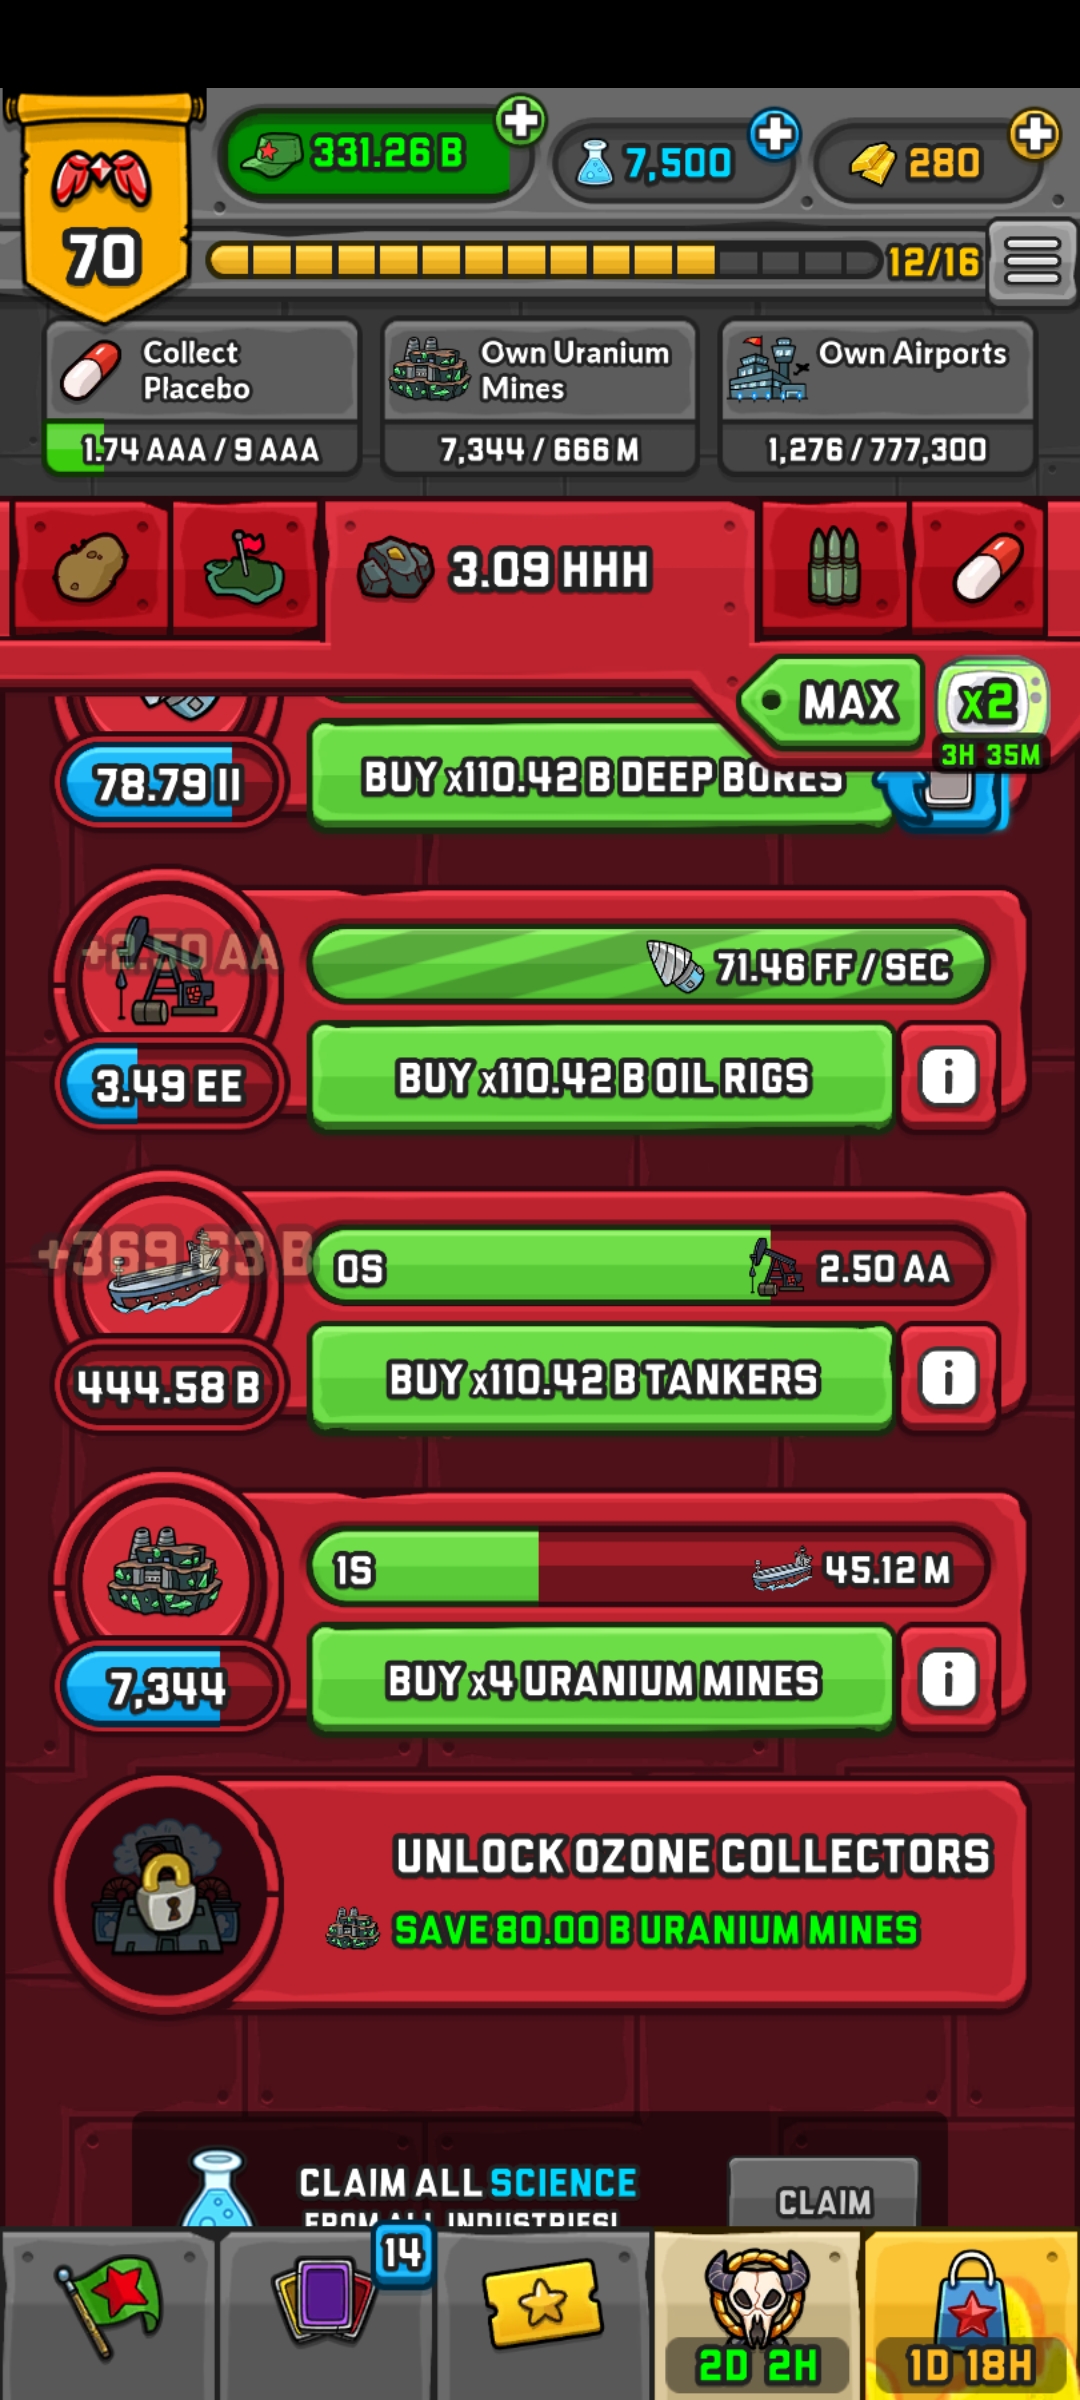 331.26 B
7,500
280
70
12/16
Collect
Placebo
1.74 AAA / 9 AAA
Own Uranium
Mines
7,344 / 666 M
Own Airports
1,276 / 777,300
3.09 HHH
MAX
x2
3H 35M
78.79 II
BUY x110.42 B DEEP BORES
+2.50 AA
71.46 FF / SEC
3.49 EE
BUY x110.42 B OIL RIGS
i
+369.63 B
0S
2.50 AA
444.58 B
BUY x110.42 B TANKERS
i
1S
45.12 M
7,344
BUY x4 URANIUM MINES
i
UNLOCK OZONE COLLECTORS
SAVE 80.00 B URANIUM MINES
CLAIM ALL SCIENCE
FROM ALL INDUSTRIES!
CLAIM
14
2D 2H
1D 18H